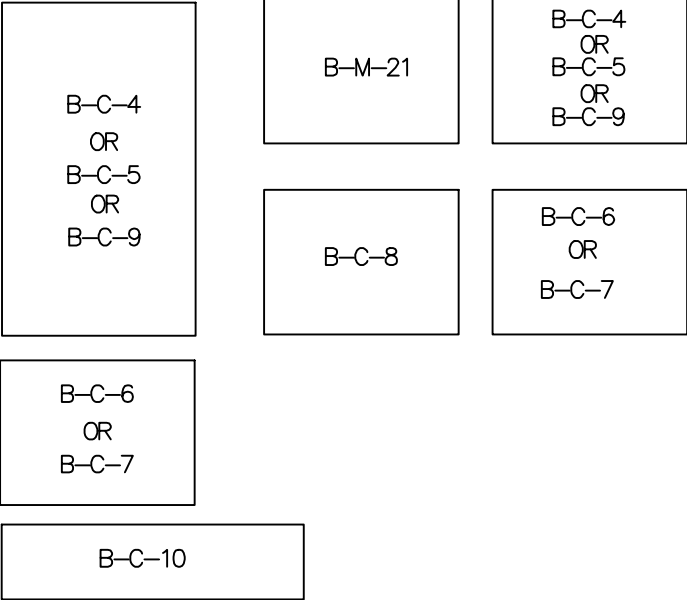 B-C-4
OR
B-C-5
OR
B-C-9
B-M-21
B-C-4
OR
B-C-5
OR
B-C-9
B-C-8
B-C-6
OR
B-C-7
B-C-6
OR
B-C-7
B-C-10